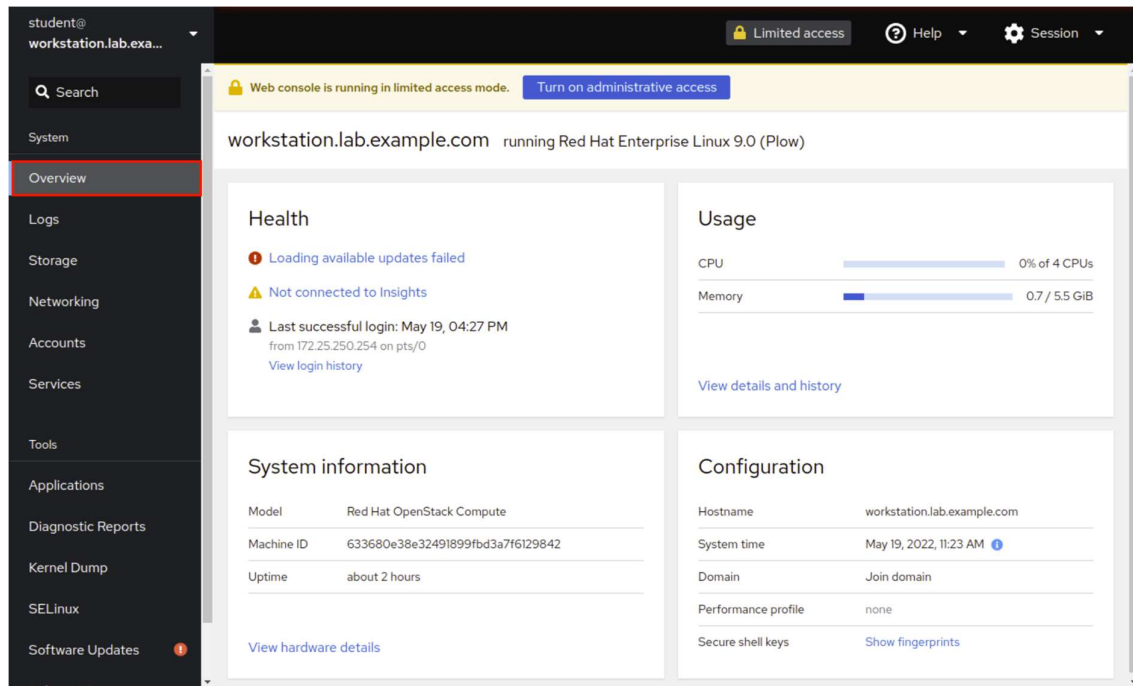 student@
workstation.lab.exa...
Limited access
Help
Session
Search
Web console is running in limited access mode. Turn on administrative access
System
workstation.lab.example.com running Red Hat Enterprise Linux 9.0 (Plow)
Overview
Logs
Storage
Networking
Accounts
Services
Tools
Applications
Diagnostic Reports
Kernel Dump
SELinux
Software Updates
Health
Loading available updates failed
Not connected to Insights
Last successful login: May 19, 04:27 PM
from 172.25.250.254 on pts/0
View login history
Usage
CPU 0% of 4 CPUs
Memory 0.7 / 5.5 GiB
View details and history
System information
Model Red Hat OpenStack Compute
Machine ID 633680e38e32491899fbd3a7f6129842
Uptime about 2 hours
View hardware details
Configuration
Hostname workstation.lab.example.com
System time May 19, 2022, 11:23 AM
Domain Join domain
Performance profile none
Secure shell keys Show fingerprints